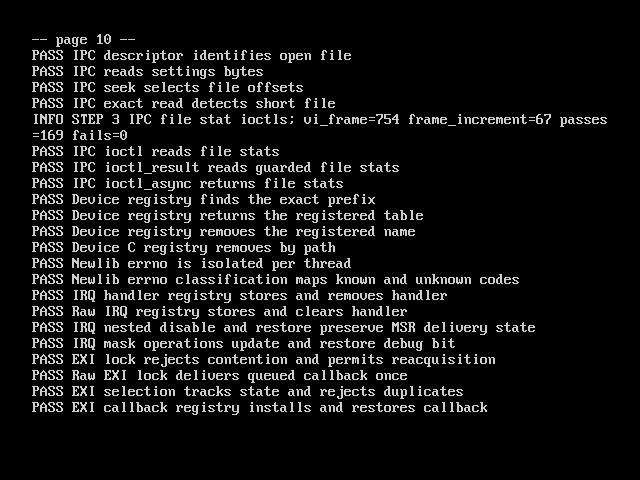 -- page 10 --
PASS IPC descriptor identifies open file
PASS IPC reads settings bytes
PASS IPC seek selects file offsets
PASS IPC exact read detects short file
INFO STEP 3 IPC file stat ioctls; vi_frame=754 frame_increment=67 passes
=169 fails=0
PASS IPC ioctl reads file stats
PASS IPC ioctl_result reads guarded file stats
PASS IPC ioctl_async returns file stats
PASS Device registry finds the exact prefix
PASS Device registry returns the registered table
PASS Device registry removes the registered name
PASS Device C registry removes by path
PASS Newlib errno is isolated per thread
PASS Newlib errno classification maps known and unknown codes
PASS IRQ handler registry stores and removes handler
PASS Raw IRQ registry stores and clears handler
PASS IRQ nested disable and restore preserve MSR delivery state
PASS IRQ mask operations update and restore debug bit
PASS EXI lock rejects contention and permits reacquisition
PASS Raw EXI lock delivers queued callback once
PASS EXI selection tracks state and rejects duplicates
PASS EXI callback registry installs and restores callback